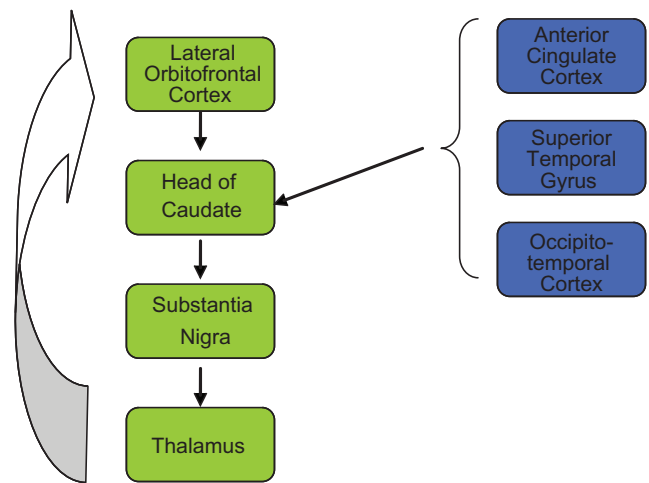 Lateral
Orbitofrontal
Cortex
Head of
Caudate
Substantia
Nigra
Thalamus
Anterior
Cingulate
Cortex
Superior
Temporal
Gyrus
Occipito-
temporal
Cortex